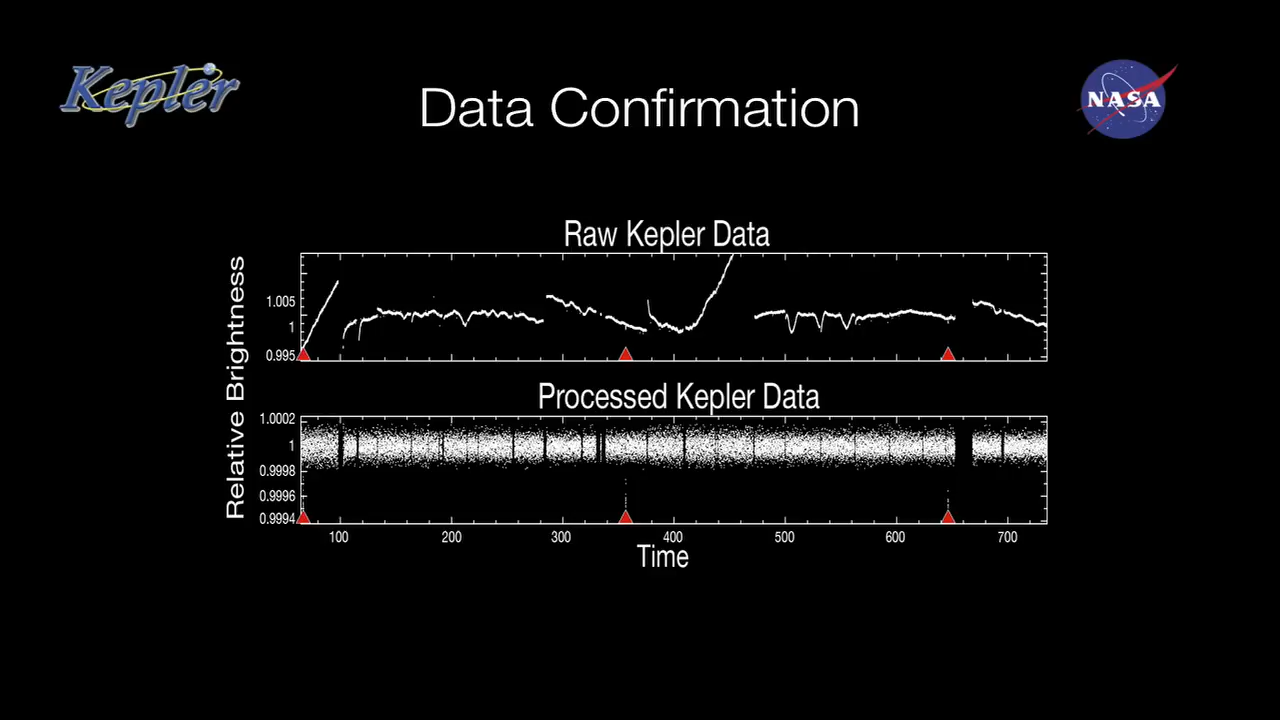 Kepler
Data Confirmation
NASA
Raw Kepler Data
Relative Brightness
1.005
1
0.995
Processed Kepler Data
1.0002
1
0.9998
0.9996
0.9994
100 200 300 400 500 600 700
Time